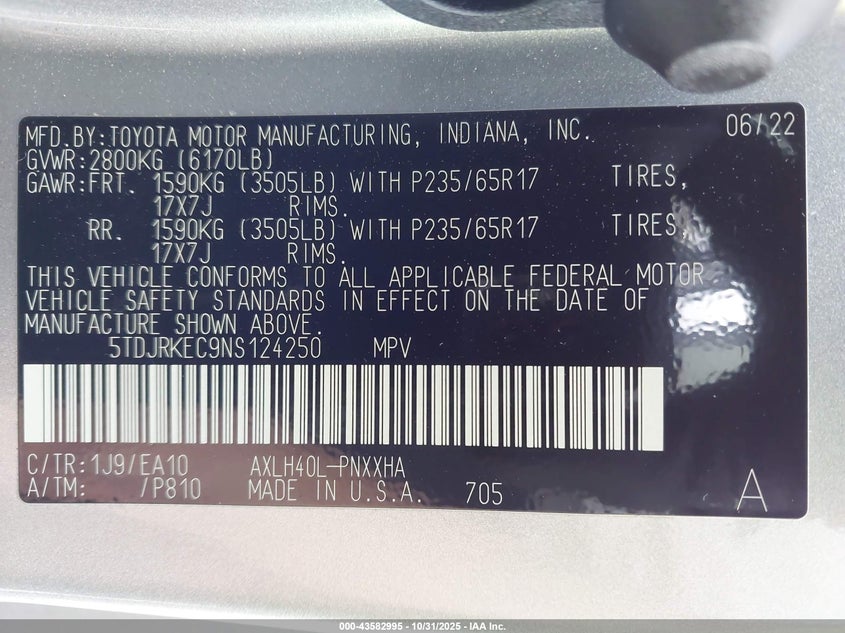 MFD.BY:TOYOTA MOTOR MANUFACTURING, INDIANA, INC. 06/22
GVWR:2800KG (6170LB)
GAWR:FRT. 1590KG (3505LB) WITH P235/65R17 TIRES,
17X7J RIMS.
RR. 1590KG (3505LB) WITH P235/65R17 TIRES,
17X7J RIMS.
THIS VEHICLE CONFORMS TO ALL APPLICABLE FEDERAL MOTOR
VEHICLE SAFETY STANDARDS IN EFFECT ON THE DATE OF
MANUFACTURE SHOWN ABOVE.
5TDJRKEC9NS124250 MPV
C/TR:1J9/EA10 AXLH40L-PNXXHA
A/TM: /P810 MADE IN U.S.A. 705 A
000-43582995 - 10/31/2025 - IAA Inc.